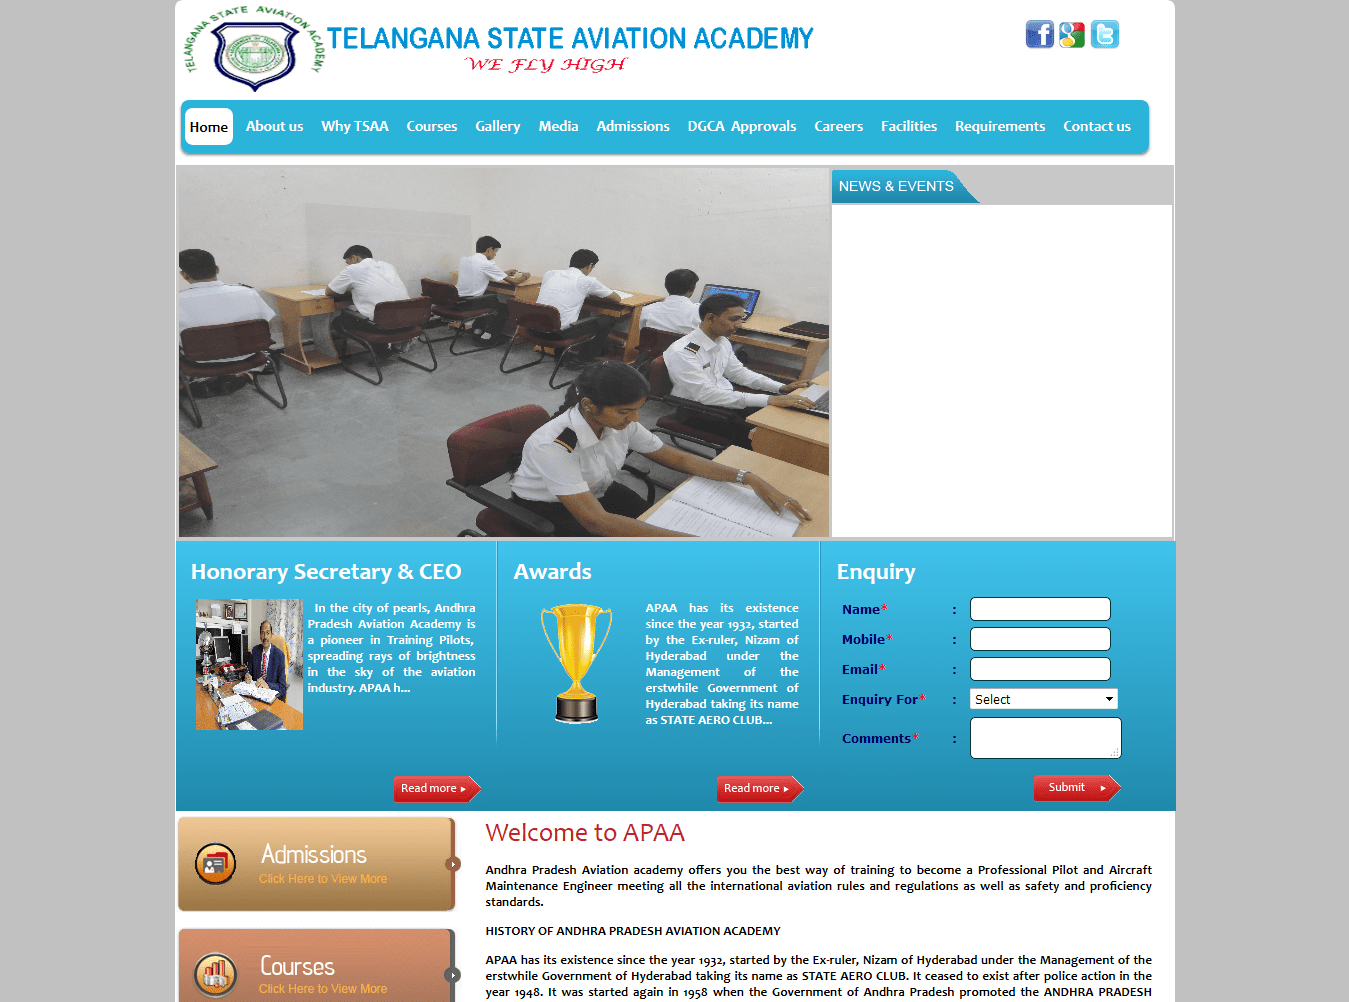 TELANGANA STATE AVIATION ACADEMY
TELANGANA STATE AVIATION ACADEMY
WE FLY HIGH
Home About us Why TSAA Courses Gallery Media Admissions DGCA Approvals Careers Facilities Requirements Contact us
NEWS & EVENTS
Honorary Secretary & CEO
In the city of pearls, Andhra
Pradesh Aviation Academy is
a pioneer in Training Pilots,
spreading rays of brightness
in the sky of the aviation
industry. APAA h...
Read more
Awards
APAA has its existence
since the year 1932, started
by the Ex-ruler, Nizam of
Hyderabad under the
Management of the
erstwhile Government of
Hyderabad taking its name
as STATE AERO CLUB...
Read more
Enquiry
Name* :
Mobile* :
Email* :
Enquiry For* : Select
Comments* :
Submit
Admissions
Click Here to View More
Courses
Click Here to View More
Welcome to APAA
Andhra Pradesh Aviation academy offers you the best way of training to become a Professional Pilot and Aircraft
Maintenance Engineer meeting all the international aviation rules and regulations as well as safety and proficiency
standards.
HISTORY OF ANDHRA PRADESH AVIATION ACADEMY
APAA has its existence since the year 1932, started by the Ex-ruler, Nizam of Hyderabad under the Management of the
erstwhile Government of Hyderabad taking its name as STATE AERO CLUB. It ceased to exist after police action in the
year 1948. It was started again in 1958 when the Government of Andhra Pradesh promoted the ANDHRA PRADESH